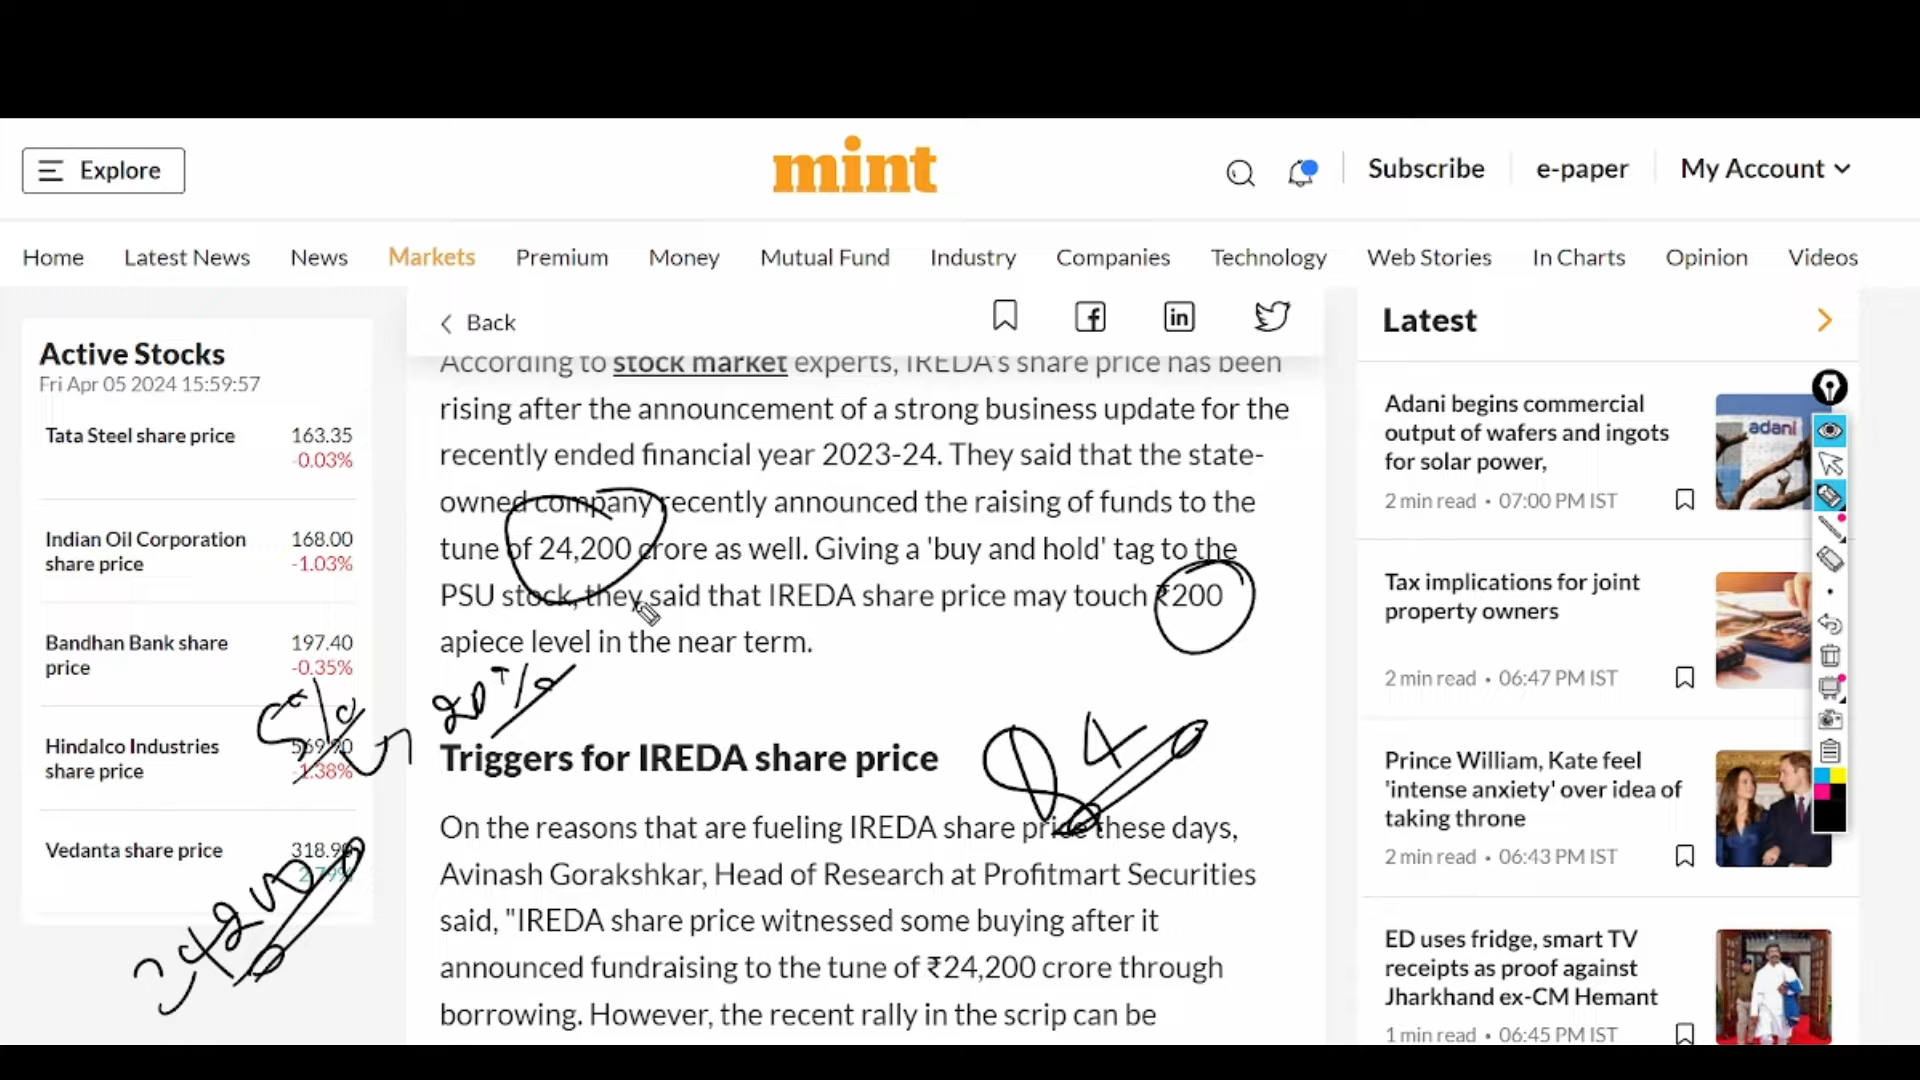 Explore
mint
Subscribe
e-paper
My Account
Home
Latest News
News
Markets
Premium
Money
Mutual Fund
Industry
Companies
Technology
Web Stories
In Charts
Opinion
Videos
Active Stocks
Fri Apr 05 2024 15:59:57
Tata Steel share price
163.35
-0.03%
Indian Oil Corporation
share price
168.00
-1.03%
Bandhan Bank share
price
197.40
-0.35%
Hindalco Industries
share price
569.90
-1.38%
Vedanta share price
2.79%
5%
24200
Back
According to stock market experts, IREDA's share price has been
rising after the announcement of a strong business update for the
recently ended financial year 2023-24. They said that the state-
owned company recently announced the raising of funds to the
tune of 24,200 crore as well. Giving a 'buy and hold' tag to the
PSU stock, they said that IREDA share price may touch ₹200
apiece level in the near term.
20%
Triggers for IREDA share price
On the reasons that are fueling IREDA share price these days,
Avinash Gorakshkar, Head of Research at Profitmart Securities
said, "IREDA share price witnessed some buying after it
announced fundraising to the tune of ₹24,200 crore through
borrowing. However, the recent rally in the scrip can be
Latest
Adani begins commercial
output of wafers and ingots
for solar power,
2 min read • 07:00 PM IST
adani
Tax implications for joint
property owners
2 min read • 06:47 PM IST
Prince William, Kate feel
'intense anxiety' over idea of
taking throne
2 min read • 06:43 PM IST
ED uses fridge, smart TV
receipts as proof against
Jharkhand ex-CM Hemant
1 min read • 06:45 PM IST